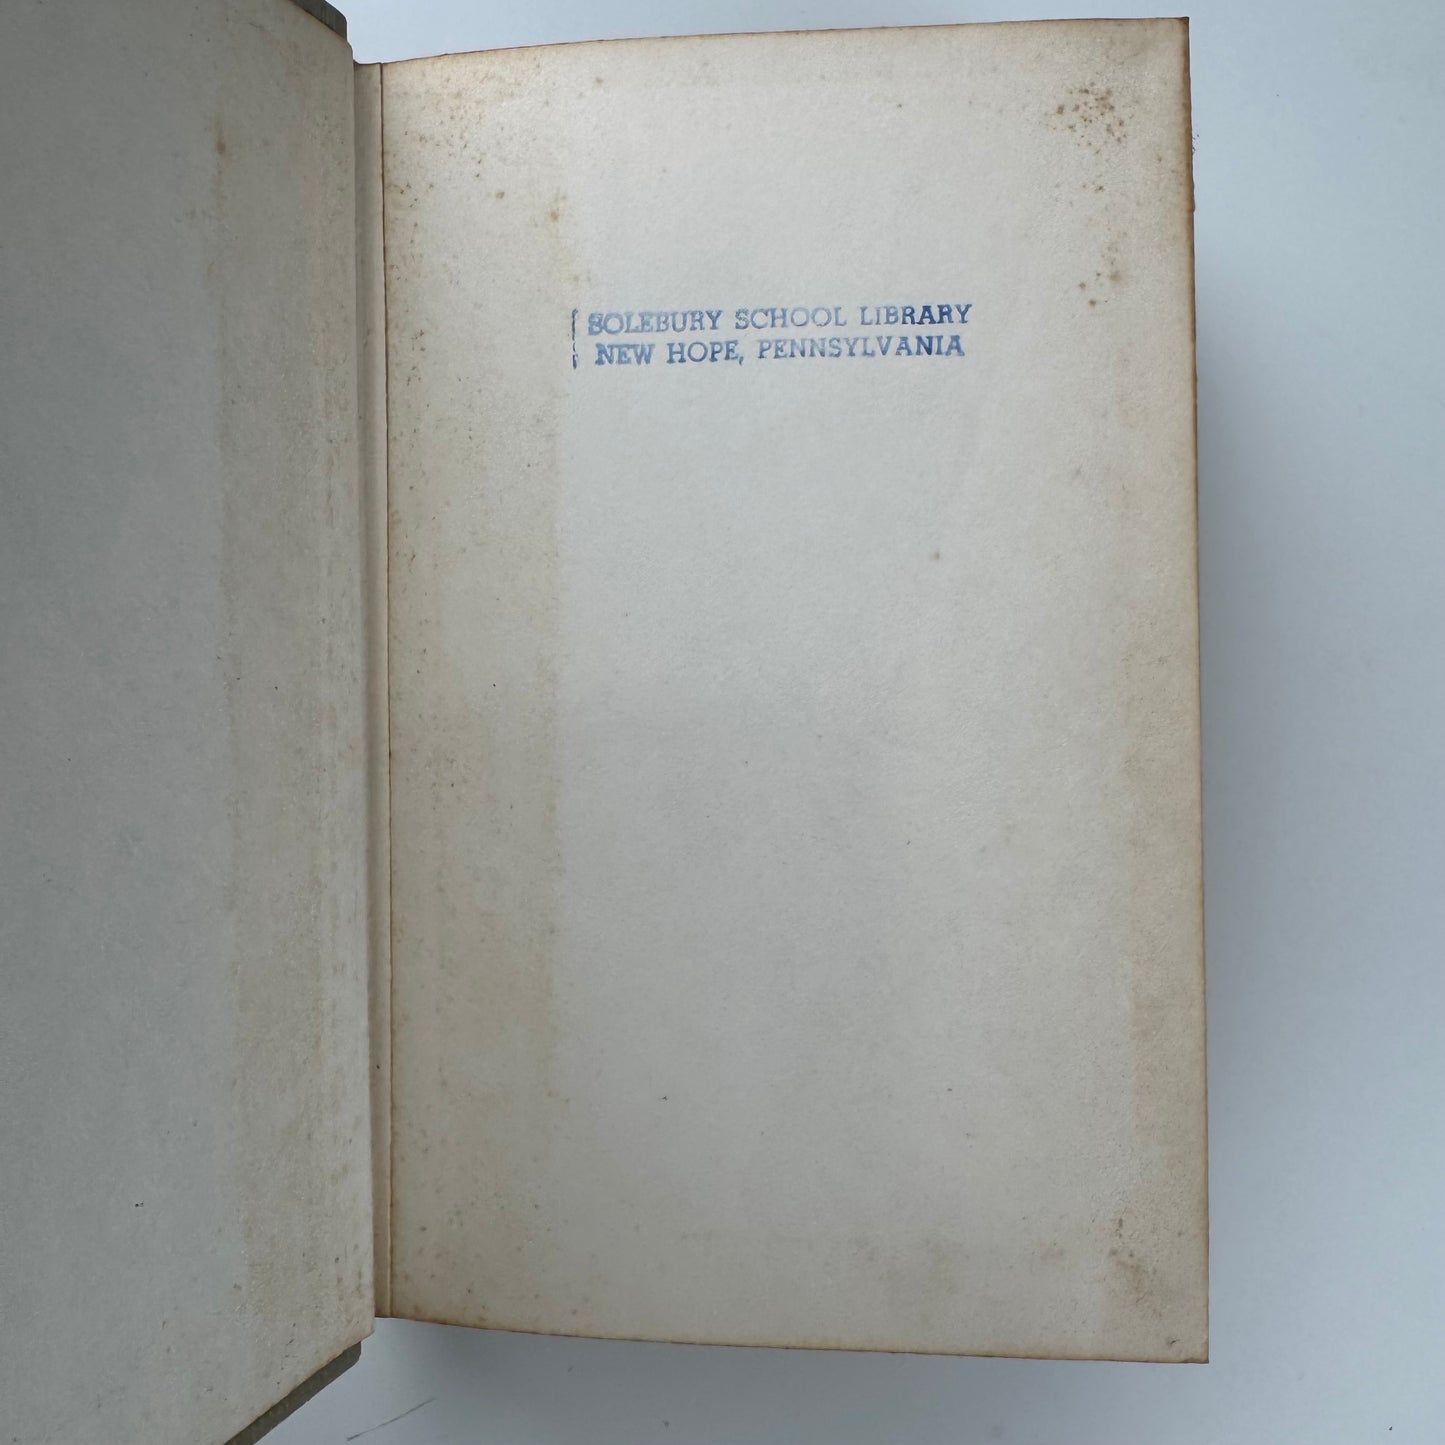 SOLEBURY SCHOOL LIBRARY
NEW HOPE, PENNSYLVANIA